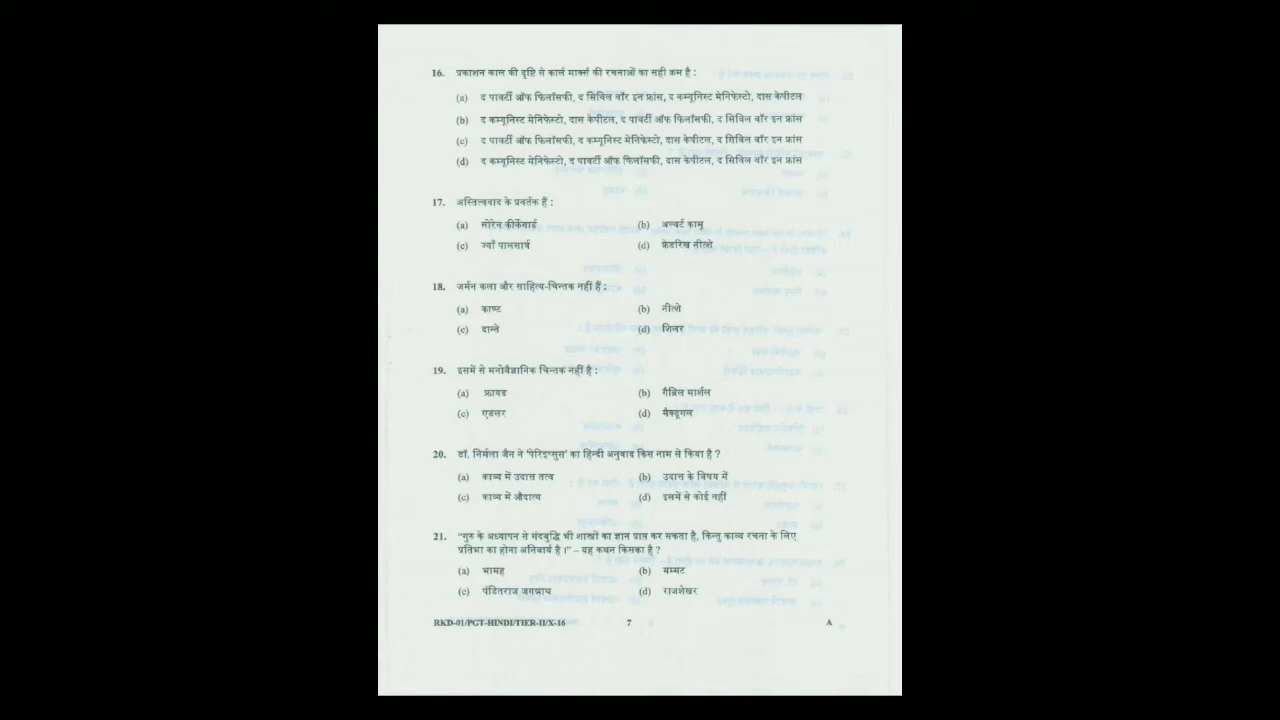 16. प्रकाशन काल की दृष्टि से कार्ल मार्क्स की रचनाओं का सही क्रम है :
(a) द पावर्टी ऑफ फिलॉसफी, द सिविल वॉर इन फ्रांस, द कम्यूनिस्ट मेनिफेस्टो, दास केपीटल
(b) द कम्यूनिस्ट मेनिफेस्टो, दास केपीटल, द पावर्टी ऑफ फिलॉसफी, द सिविल वॉर इन फ्रांस
(c) द पावर्टी ऑफ फिलॉसफी, द कम्यूनिस्ट मेनिफेस्टो, दास केपीटल, द सिविल वॉर इन फ्रांस
(d) द कम्यूनिस्ट मेनिफेस्टो, द पावर्टी ऑफ फिलॉसफी, दास केपीटल, द सिविल वॉर इन फ्रांस
17. अस्तित्ववाद के प्रवर्तक हैं :
(a) सोरेन कीर्केगार्ड (b) अल्बर्ट कामू
(c) ज्याँ पालसार्त्र (d) फ्रेडरिख नीत्शे
18. जर्मन कला और साहित्य-चिन्तक नहीं हैं :
(a) काण्ट (b) नीत्शे
(c) दान्ते (d) शिलर
19. इसमें से मनोवैज्ञानिक चिन्तक नहीं है :
(a) फ्रायड (b) गैब्रिल मार्शल
(c) एडलर (d) मैक्डूगल
20. डॉ. निर्मला जैन ने 'पेरिइप्सुस' का हिन्दी अनुवाद किस नाम से किया है ?
(a) काव्य में उदात्त तत्व (b) उदात्त के विषय में
(c) काव्य में औदात्य (d) इसमें से कोई नहीं
21. "गुरु के अध्यापन से मंदबुद्धि भी शास्त्रों का ज्ञान प्राप्त कर सकता है, किन्तु काव्य रचना के लिए
प्रतिभा का होना अनिवार्य है ।" – यह कथन किसका है ?
(a) भामह (b) मम्मट
(c) पंडितराज जगन्नाथ (d) राजशेखर
RKD-01/PGT-HINDI/TIER-II/X-16 7 A